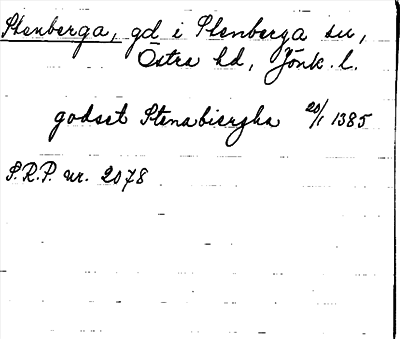 Stenberga, gd i Stenberga sn,
Östra hd, Jönk. l.
godset Stenabiergha 20/1 1385
S.R.P. nr. 2078